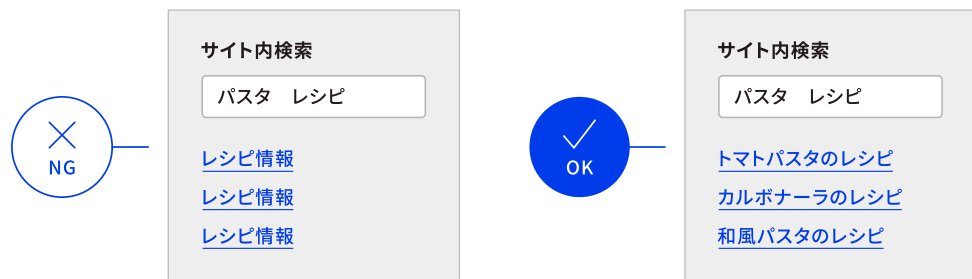 NG
サイト内検索
パスタ　レシピ
レシピ情報
レシピ情報
レシピ情報
OK
サイト内検索
パスタ　レシピ
トマトパスタのレシピ
カルボナーラのレシピ
和風パスタのレシピ